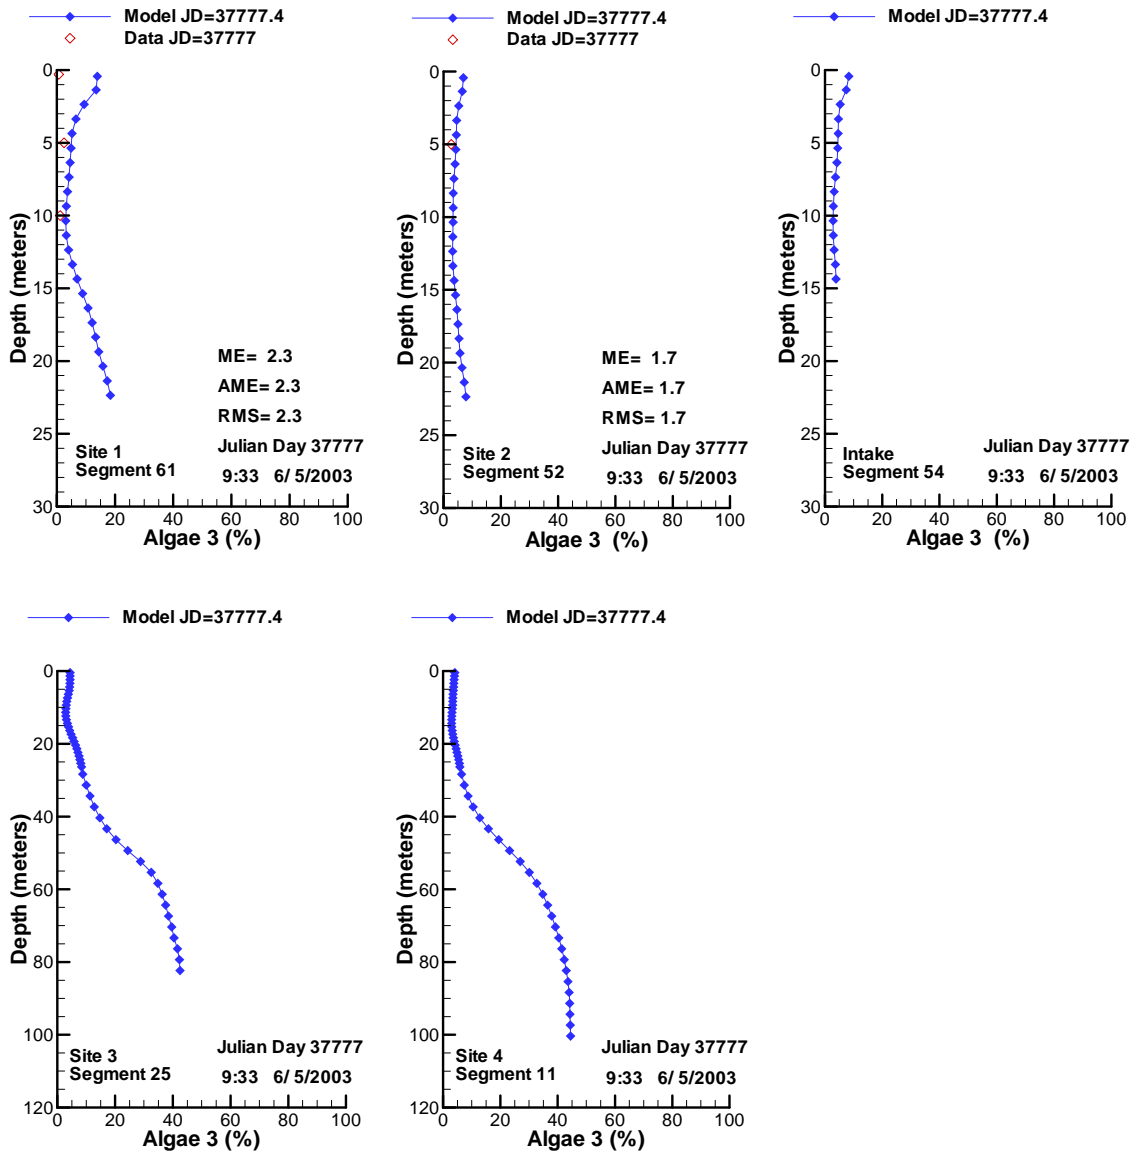 Model JD=37777.4
Data JD=37777
0
5
10
15
20
25
30
Depth (meters)
ME= 2.3
AME= 2.3
RMS= 2.3
Site 1
Segment 61
Julian Day 37777
9:33 6/ 5/2003
0 20 40 60 80 100
Algae 3 (%)
Model JD=37777.4
Data JD=37777
0
5
10
15
20
25
30
Depth (meters)
ME= 1.7
AME= 1.7
RMS= 1.7
Site 2
Segment 52
Julian Day 37777
9:33 6/ 5/2003
0 20 40 60 80 100
Algae 3 (%)
Model JD=37777.4
0
5
10
15
20
25
30
Depth (meters)
Intake
Segment 54
Julian Day 37777
9:33 6/ 5/2003
0 20 40 60 80 100
Algae 3 (%)
Model JD=37777.4
0
20
40
60
80
100
120
Depth (meters)
Site 3
Segment 25
Julian Day 37777
9:33 6/ 5/2003
0 20 40 60 80 100
Algae 3 (%)
Model JD=37777.4
0
20
40
60
80
100
120
Depth (meters)
Site 4
Segment 11
Julian Day 37777
9:33 6/ 5/2003
0 20 40 60 80 100
Algae 3 (%)